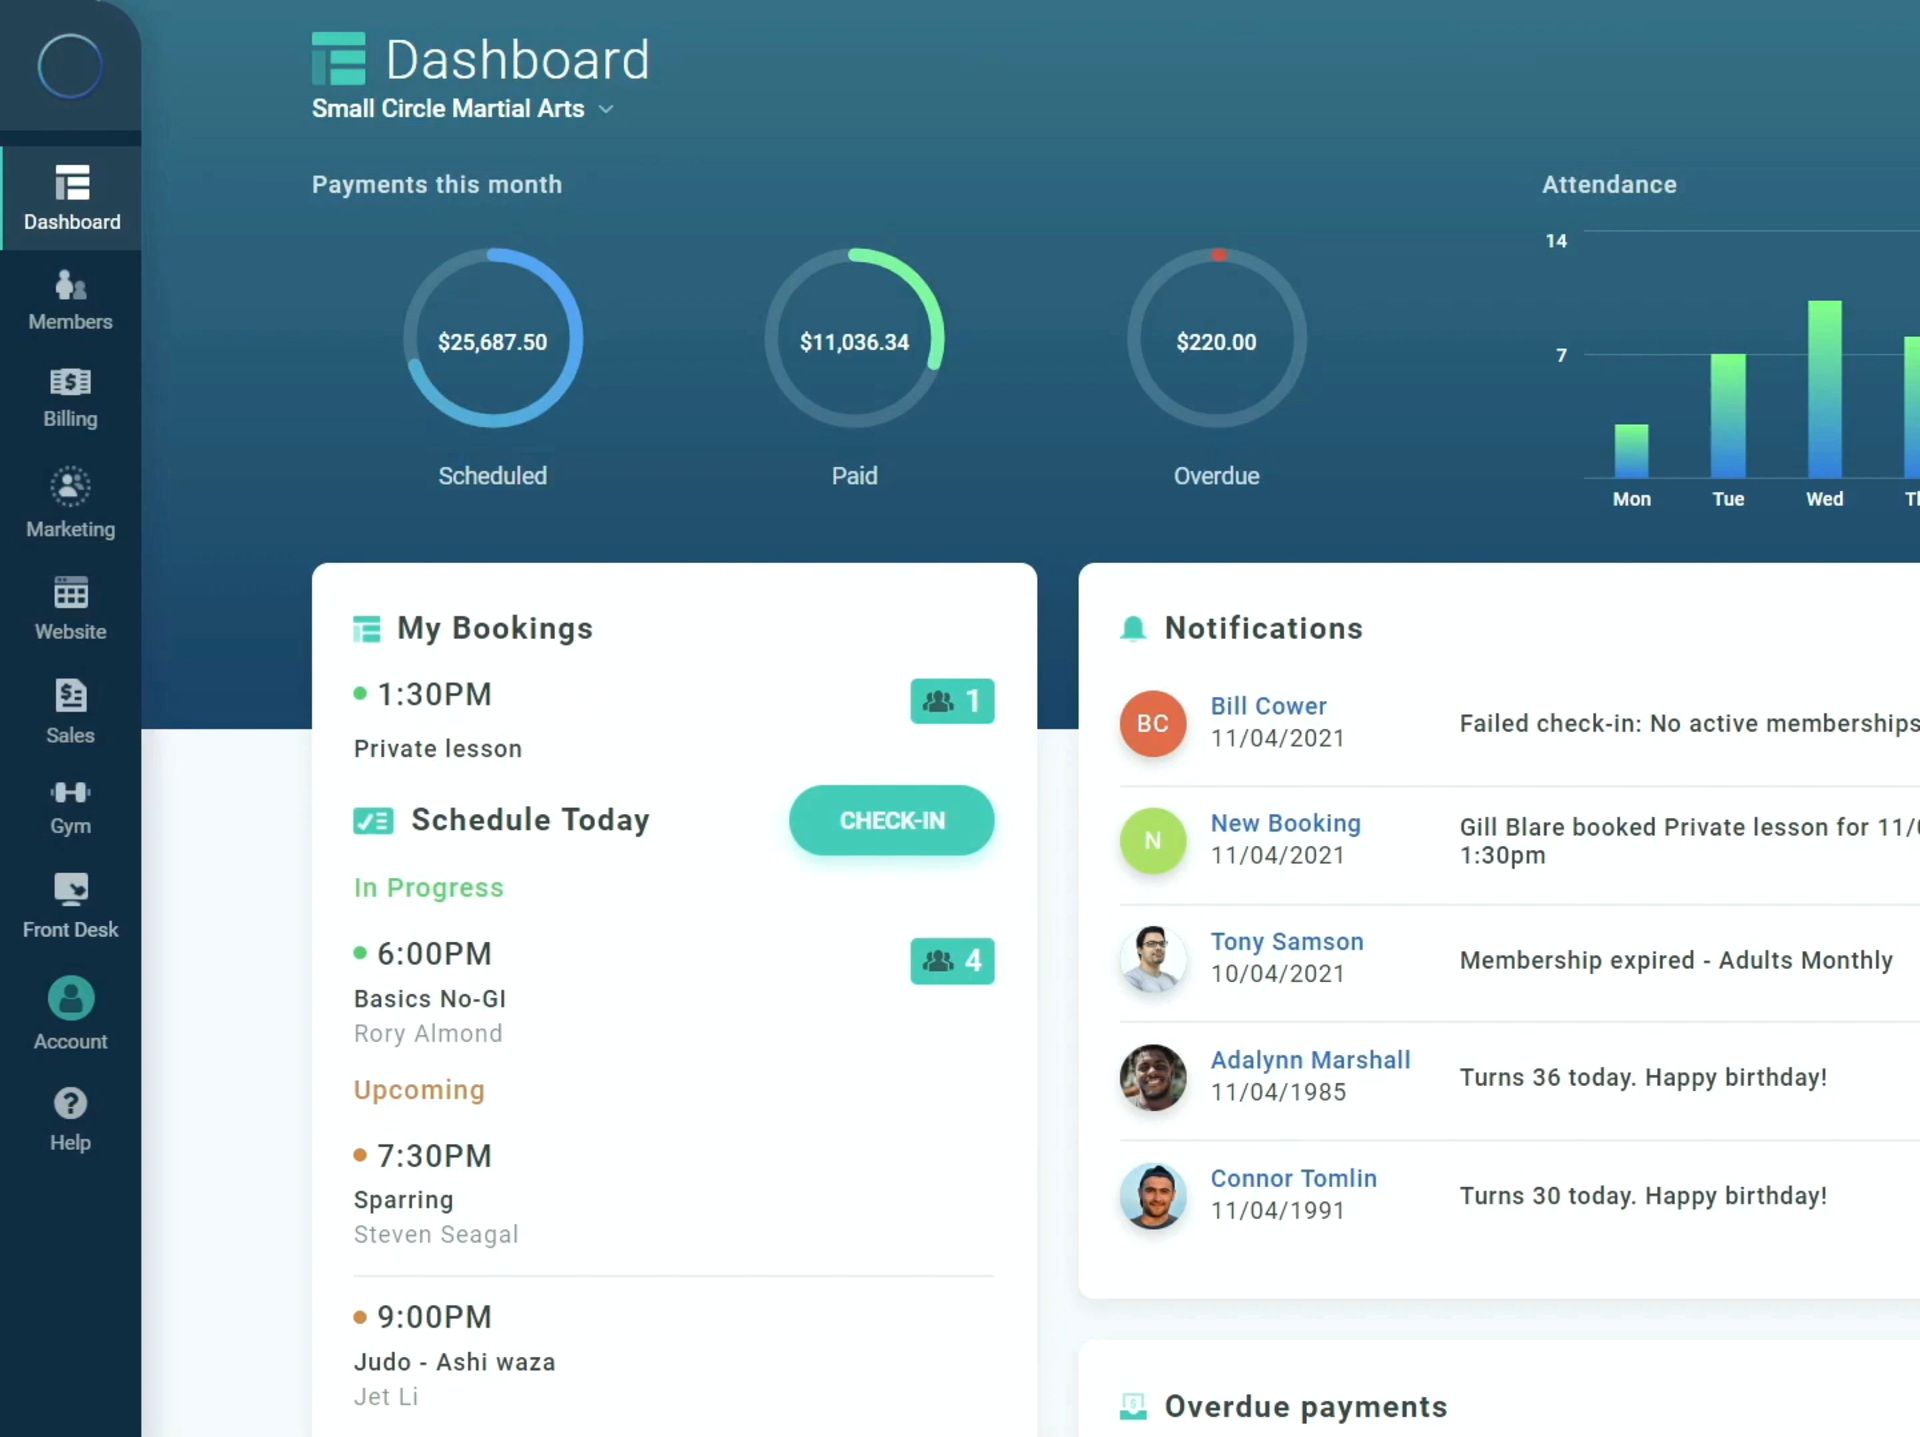 Dashboard
Small Circle Martial Arts
Dashboard
Members
Billing
Marketing
Website
Sales
Gym
Front Desk
Account
Help
Payments this month
$25,687.50
Scheduled
$11,036.34
Paid
$220.00
Overdue
Attendance
14
7
Mon
Tue
Wed
My Bookings
1:30PM
1
Private lesson
Schedule Today
CHECK-IN
In Progress
6:00PM
4
Basics No-GI
Rory Almond
Upcoming
7:30PM
Sparring
Steven Seagal
9:00PM
Judo - Ashi waza
Jet Li
Notifications
BC
Bill Cower
11/04/2021
Failed check-in: No active memberships
N
New Booking
11/04/2021
Gill Blare booked Private lesson for 11/
1:30pm
Tony Samson
10/04/2021
Membership expired - Adults Monthly
Adalynn Marshall
11/04/1985
Turns 36 today. Happy birthday!
Connor Tomlin
11/04/1991
Turns 30 today. Happy birthday!
Overdue payments